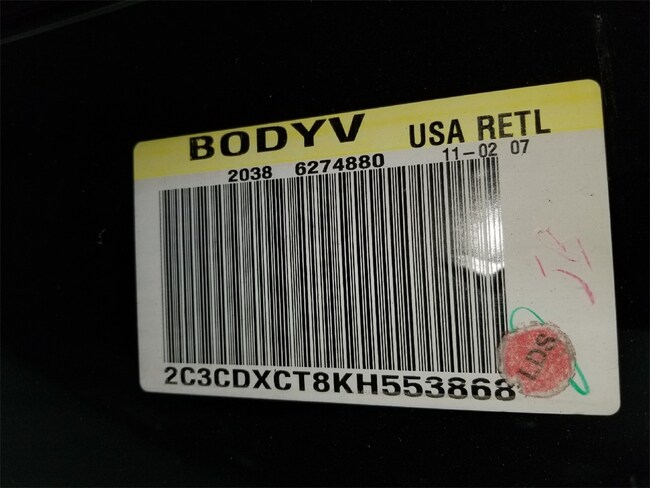 BODYV USA RETL
2038 6274880 11-02 07
2C3CDXCT8KH553868
LDS